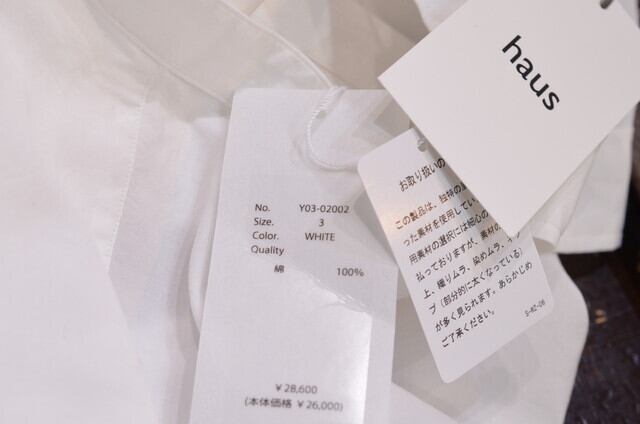 haus
No. Y03-02002
Size. 3
Color. WHITE
Quality
綿 100%
¥28,600
(本体価格 ¥26,000)
お取り扱いの
この製品は、独特の
った素材を使用してい
用素材の選択には細心の
払っておりますが、素材の
上、織りムラ、染めムラ、
プ(部分的に太くなっている)
が多く見られます。あらかじめ
ご了承ください。
S-#2-08